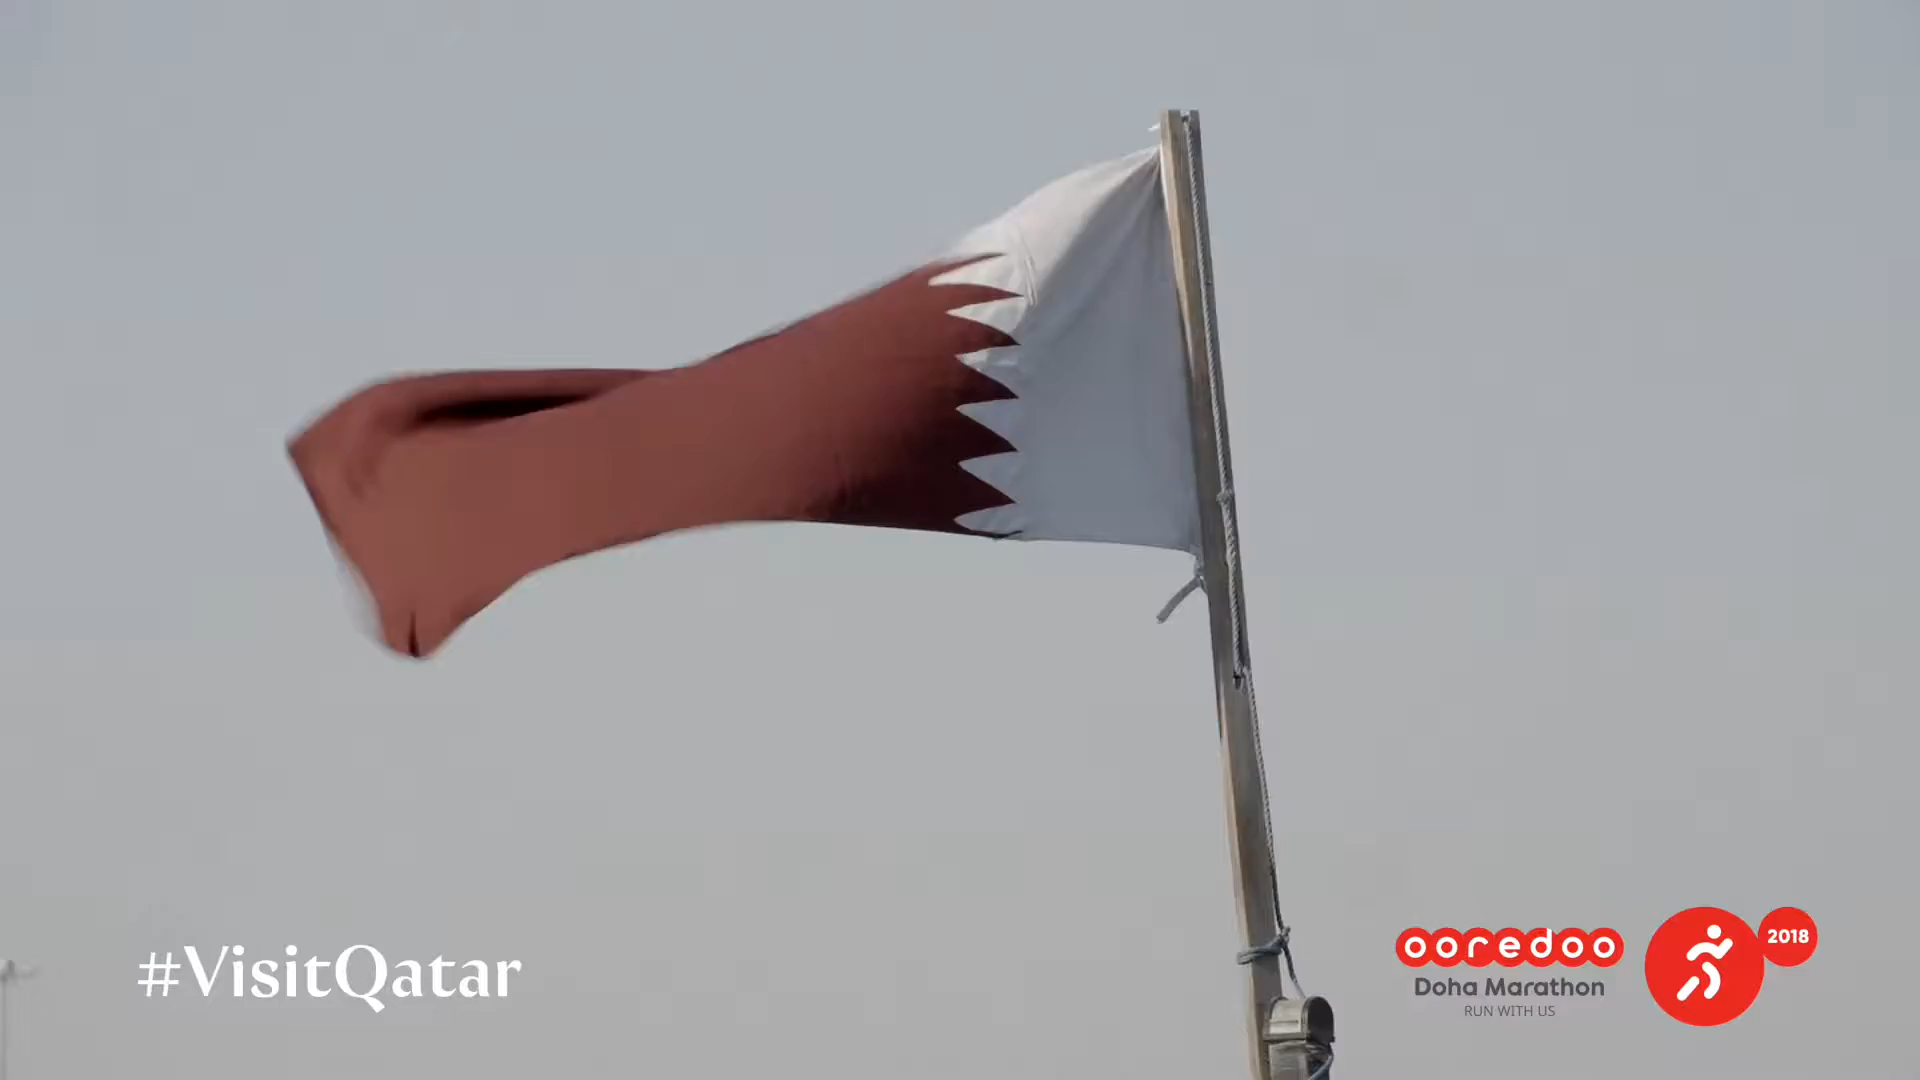 #VisitQatar
ooredoo
Doha Marathon
RUN WITH US
2018